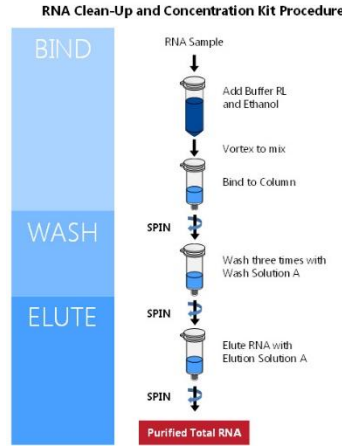 RNA Clean-Up and Concentration Kit Procedure
BIND
RNA Sample
Add Buffer RL
and Ethanol
Vortex to mix
Bind to Column
SPIN
WASH
Wash three times with
Wash Solution A
SPIN
ELUTE
Elute RNA with
Elution Solution A
SPIN
Purified Total RNA